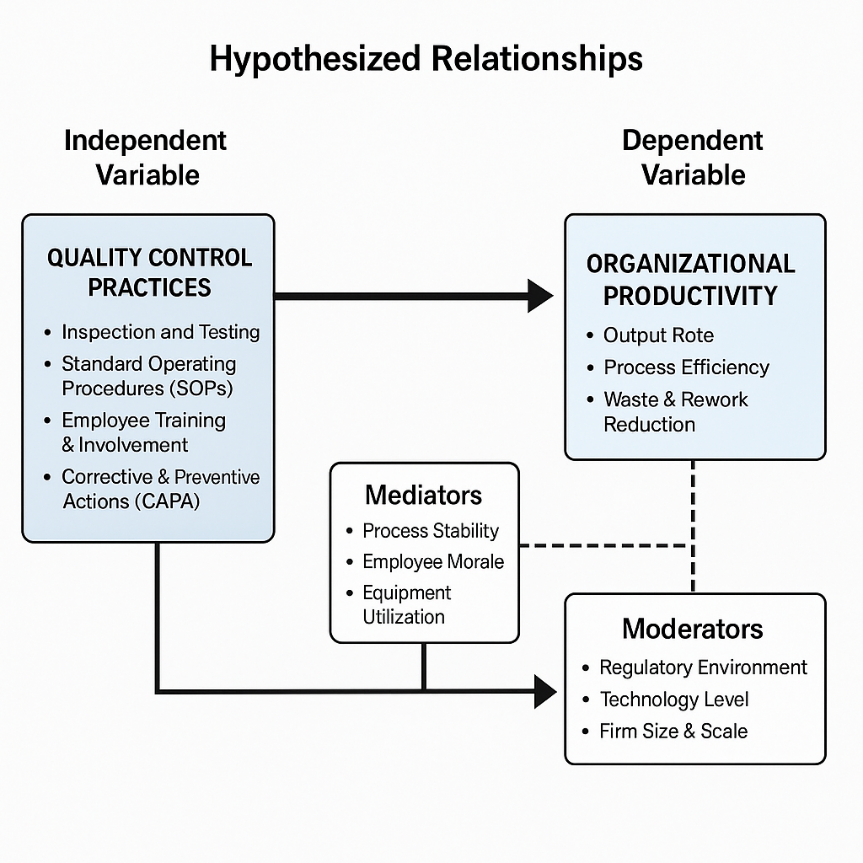 Hypothesized Relationships
Independent
Variable
QUALITY CONTROL
PRACTICES
• Inspection and Testing
• Standard Operating
Procedures (SOPs)
• Employee Training
& Involvement
• Corrective & Preventive
Actions (CAPA)
Dependent
Variable
ORGANIZATIONAL
PRODUCTIVITY
• Output Rote
• Process Efficiency
• Waste & Rework
Reduction
Mediators
• Process Stability
• Employee Morale
• Equipment
Utilization
Moderators
• Regulatory Environment
• Technology Level
• Firm Size & Scale